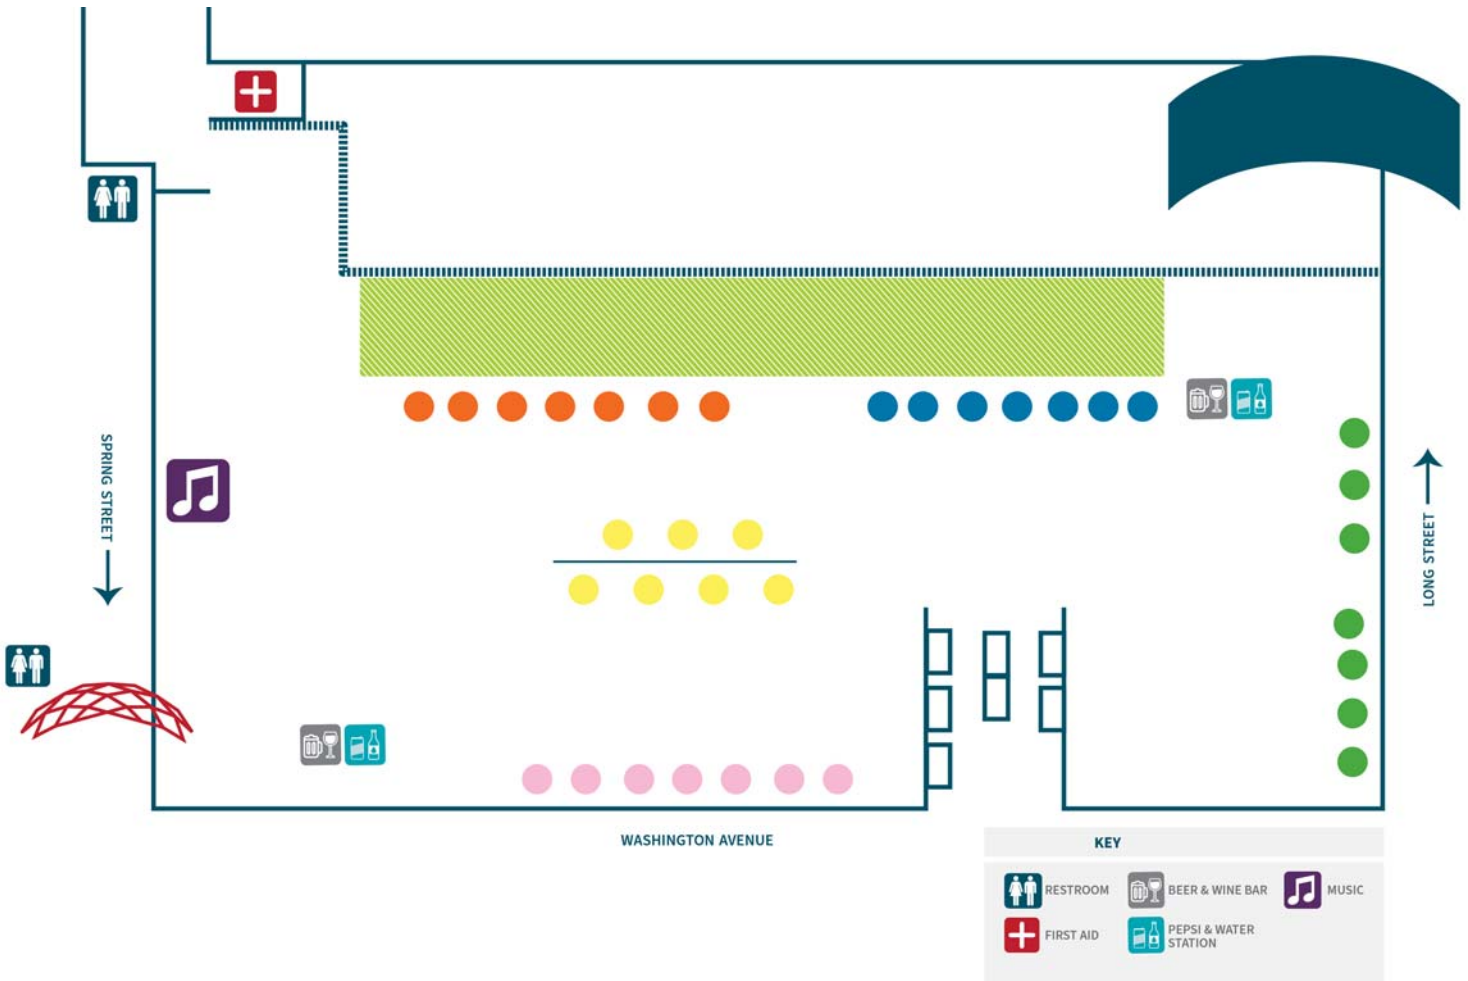 SPRING STREET
LONG STREET
WASHINGTON AVENUE
KEY
RESTROOM
BEER & WINE BAR
MUSIC
FIRST AID
PEPSI & WATER
STATION